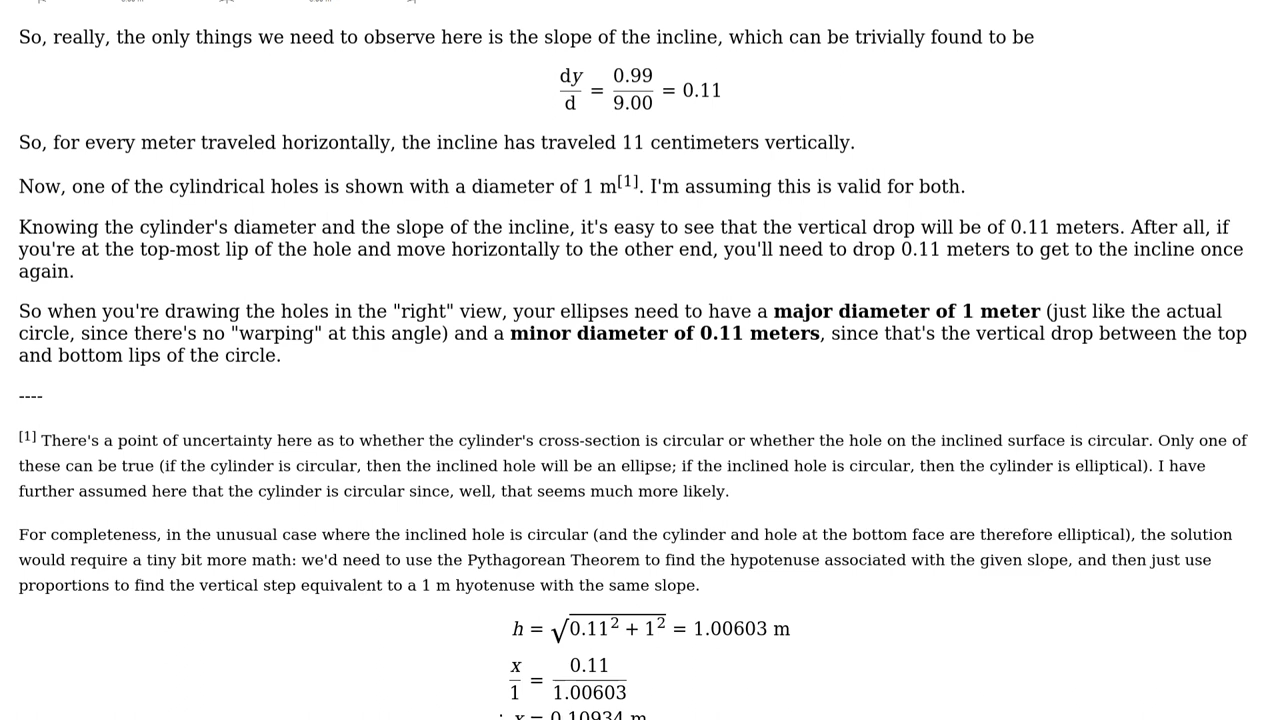 So, really, the only things we need to observe here is the slope of the incline, which can be trivially found to be
dy/d = 0.99/9.00 = 0.11
So, for every meter traveled horizontally, the incline has traveled 11 centimeters vertically.
Now, one of the cylindrical holes is shown with a diameter of 1 m[1]. I'm assuming this is valid for both.
Knowing the cylinder's diameter and the slope of the incline, it's easy to see that the vertical drop will be of 0.11 meters. After all, if
you're at the top-most lip of the hole and move horizontally to the other end, you'll need to drop 0.11 meters to get to the incline once
again.
So when you're drawing the holes in the "right" view, your ellipses need to have a major diameter of 1 meter (just like the actual
circle, since there's no "warping" at this angle) and a minor diameter of 0.11 meters, since that's the vertical drop between the top
and bottom lips of the circle.
----
[1] There's a point of uncertainty here as to whether the cylinder's cross-section is circular or whether the hole on the inclined surface is circular. Only one of
these can be true (if the cylinder is circular, then the inclined hole will be an ellipse; if the inclined hole is circular, then the cylinder is elliptical). I have
further assumed here that the cylinder is circular since, well, that seems much more likely.
For completeness, in the unusual case where the inclined hole is circular (and the cylinder and hole at the bottom face are therefore elliptical), the solution
would require a tiny bit more math: we'd need to use the Pythagorean Theorem to find the hypotenuse associated with the given slope, and then just use
proportions to find the vertical step equivalent to a 1 m hyotenuse with the same slope.
h = √(0.11² + 1²) = 1.00603 m
x/1 = 0.11/1.00603
x = 0.10934 m